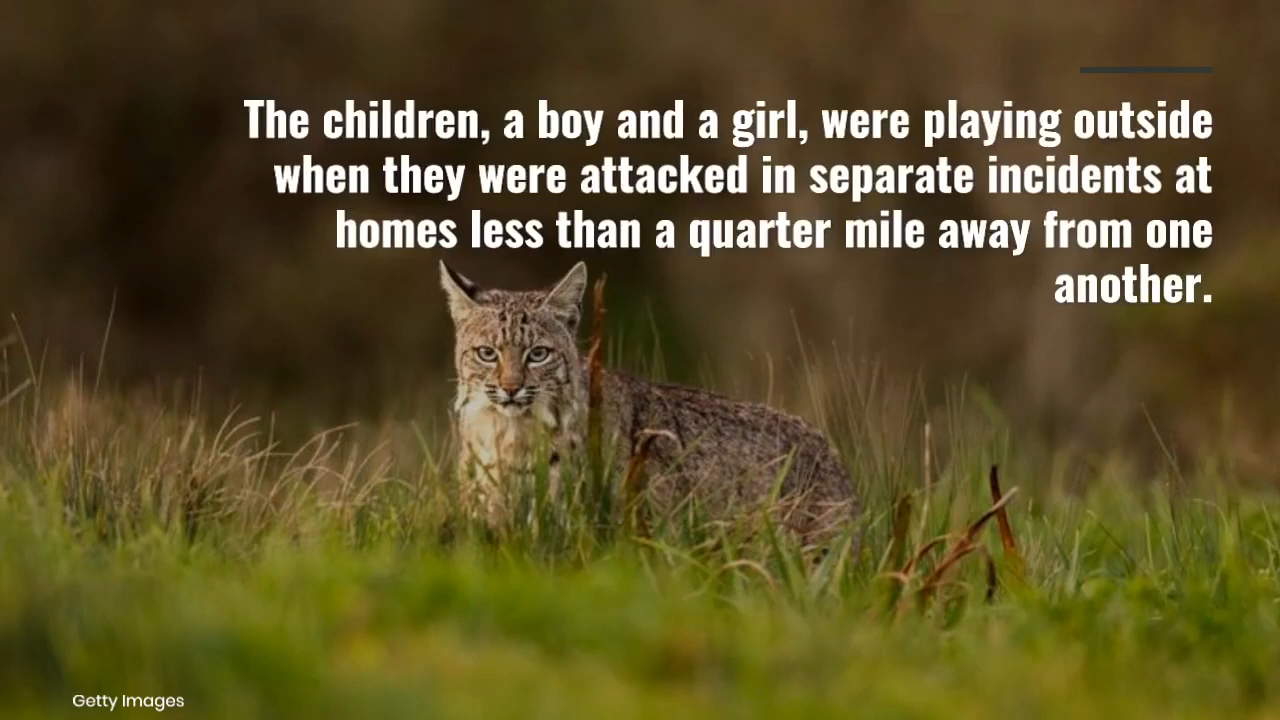 The children, a boy and a girl, were playing outside
when they were attacked in separate incidents at
homes less than a quarter mile away from one
another.
Getty Images